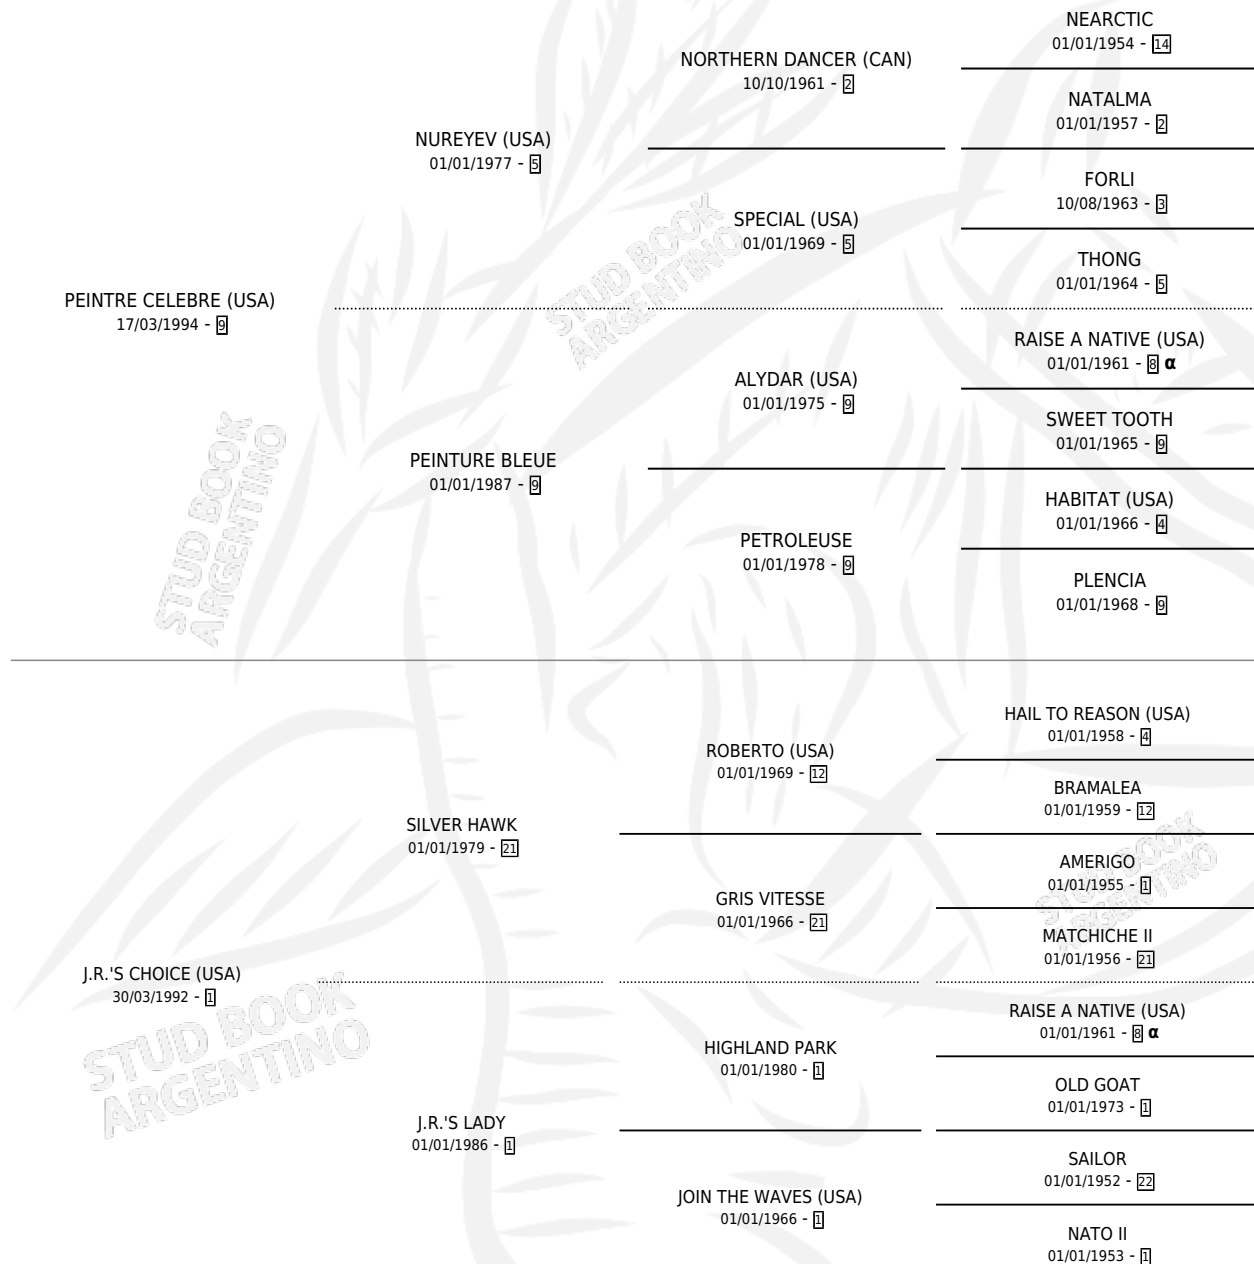 PEINTRE CELEBRE (USA)
17/03/1994 - 9
NUREYEV (USA)
01/01/1977 - 5
NORTHERN DANCER (CAN)
10/10/1961 - 2
NEARCTIC
01/01/1954 - 14
NATALMA
01/01/1957 - 2
SPECIAL (USA)
01/01/1969 - 5
FORLI
10/08/1963 - 3
THONG
01/01/1964 - 5
PEINTURE BLEUE
01/01/1987 - 9
ALYDAR (USA)
01/01/1975 - 9
RAISE A NATIVE (USA)
01/01/1961 - 8 α
SWEET TOOTH
01/01/1965 - 9
PETROLEUSE
01/01/1978 - 9
HABITAT (USA)
01/01/1966 - 4
PLENCIA
01/01/1968 - 9
J.R.'S CHOICE (USA)
30/03/1992 - 1
SILVER HAWK
01/01/1979 - 21
ROBERTO (USA)
01/01/1969 - 12
HAIL TO REASON (USA)
01/01/1958 - 4
BRAMALEA
01/01/1959 - 12
GRIS VITESSE
01/01/1966 - 21
AMERIGO
01/01/1955 - 1
MATCHICHE II
01/01/1956 - 21
J.R.'S LADY
01/01/1986 - 1
HIGHLAND PARK
01/01/1980 - 1
RAISE A NATIVE (USA)
01/01/1961 - 8 α
OLD GOAT
01/01/1973 - 1
JOIN THE WAVES (USA)
01/01/1966 - 1
SAILOR
01/01/1952 - 22
NATO II
01/01/1953 - 1
STUD BOOK
ARGENTINO
STUD BOOK
ARGENTINO
STUD BOOK
ARGENTINO
STUD BOOK
ARGENTINO